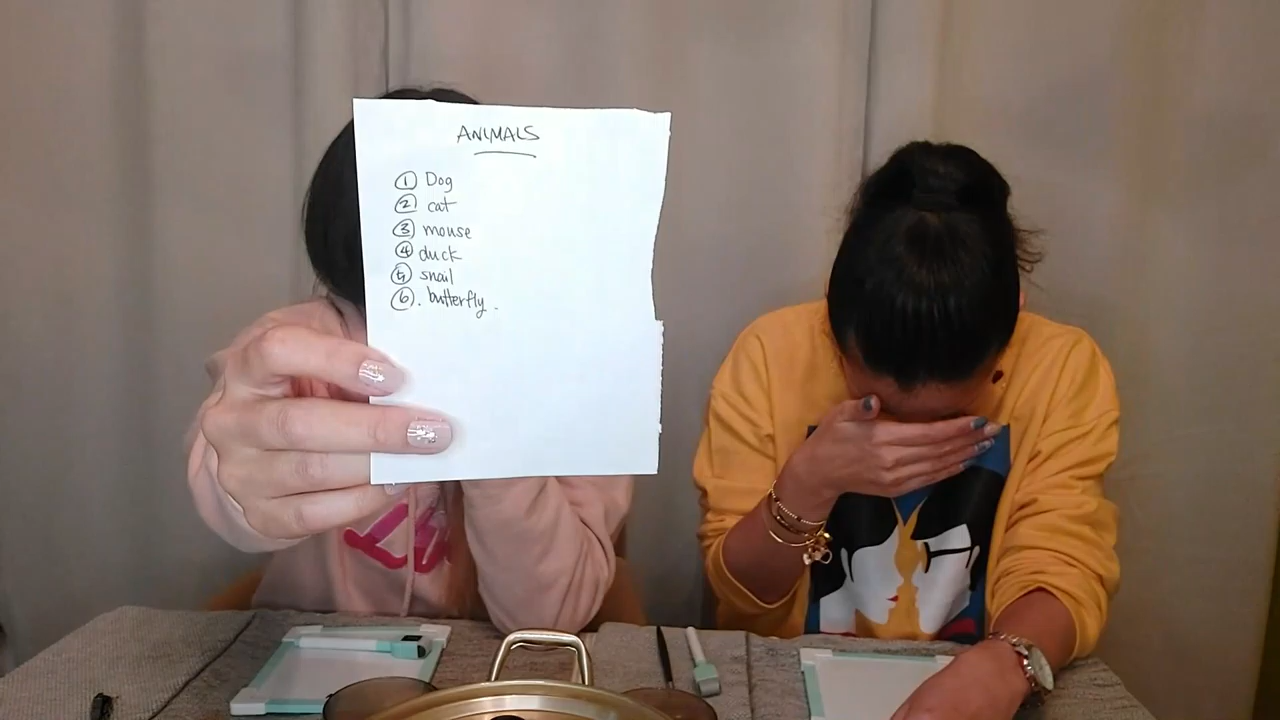 ANIMALS
① Dog
② cat
③ mouse
④ duck
⑤ snail
⑥. butterfly.